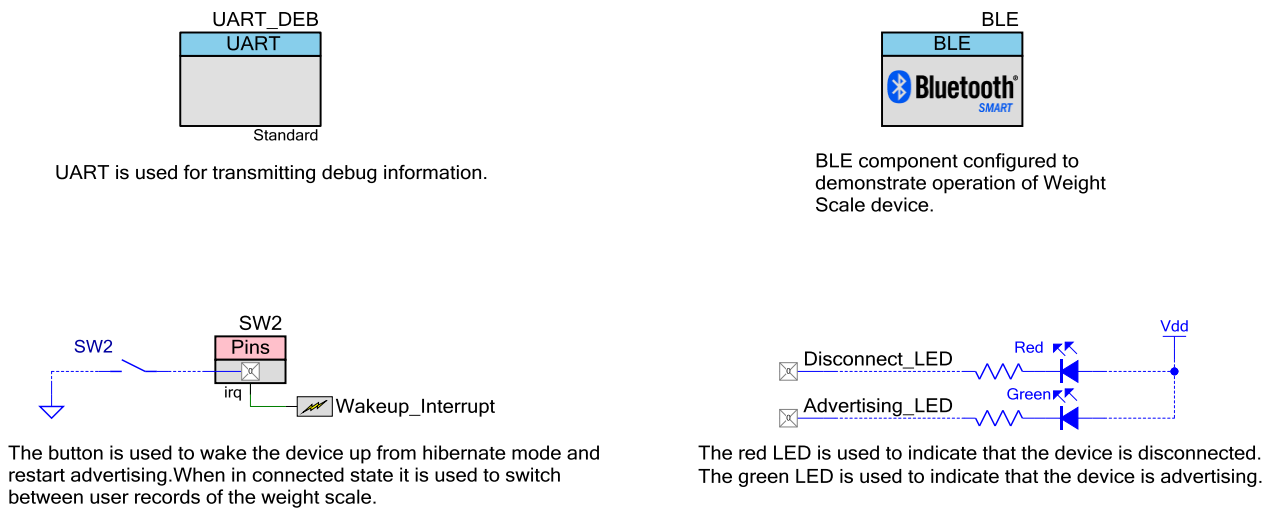 UART_DEB
UART
Standard
UART is used for transmitting debug information.
BLE
BLE
Bluetooth®
SMART
BLE component configured to
demonstrate operation of Weight
Scale device.
SW2
SW2
Pins
0
irq
Wakeup_Interrupt
The button is used to wake the device up from hibernate mode and
restart advertising.When in connected state it is used to switch
between user records of the weight scale.
Vdd
Red
0
Disconnect_LED
Green
0
Advertising_LED
The red LED is used to indicate that the device is disconnected.
The green LED is used to indicate that the device is advertising.